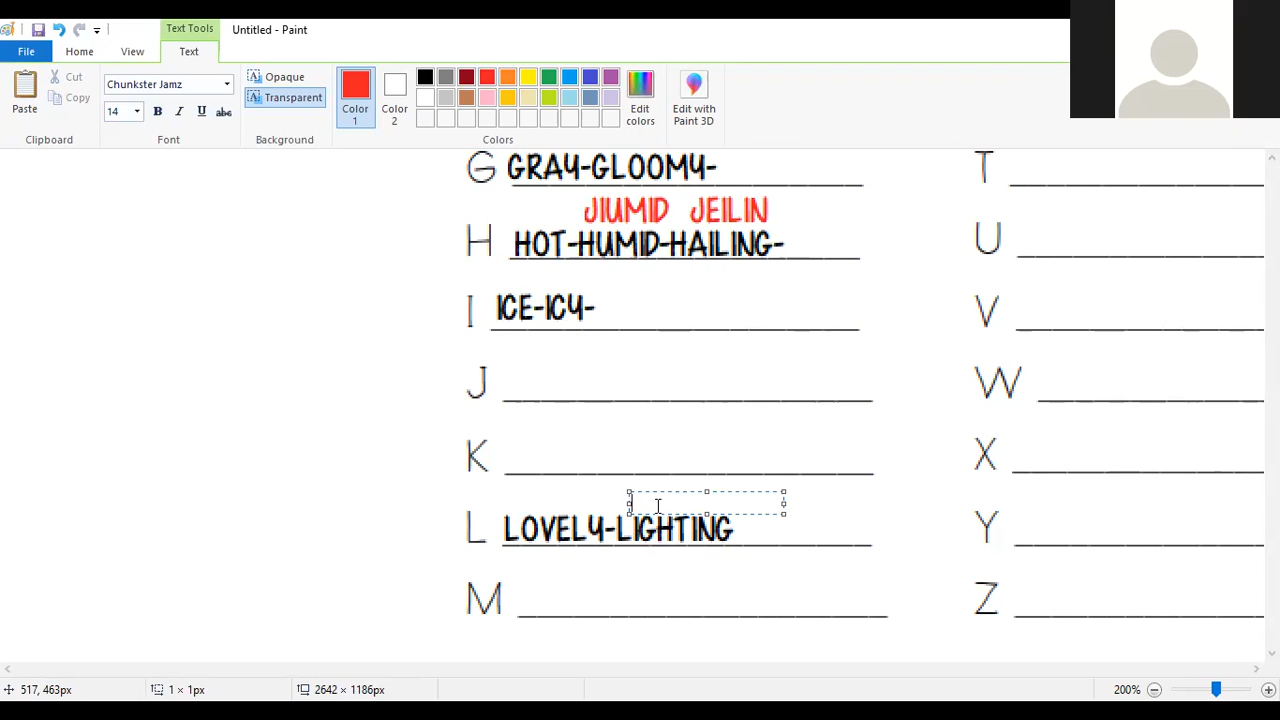 Text Tools Untitled - Paint
File Home View Text
Paste Cut Copy Chunkster Jamz 14 B I U abc Opaque Transparent Color 1 Color 2 Edit colors Edit with Paint 3D
Clipboard Font Background Colors
G GRAY-GLOOMY- T
JIUMID JEILIN
H HOT-HUMID-HAILING- U
I ICE-ICY- V
J W
K X
L LOVELY-LIGHTING Y
M Z
517, 463px 1 × 1px 2642 × 1186px 200%